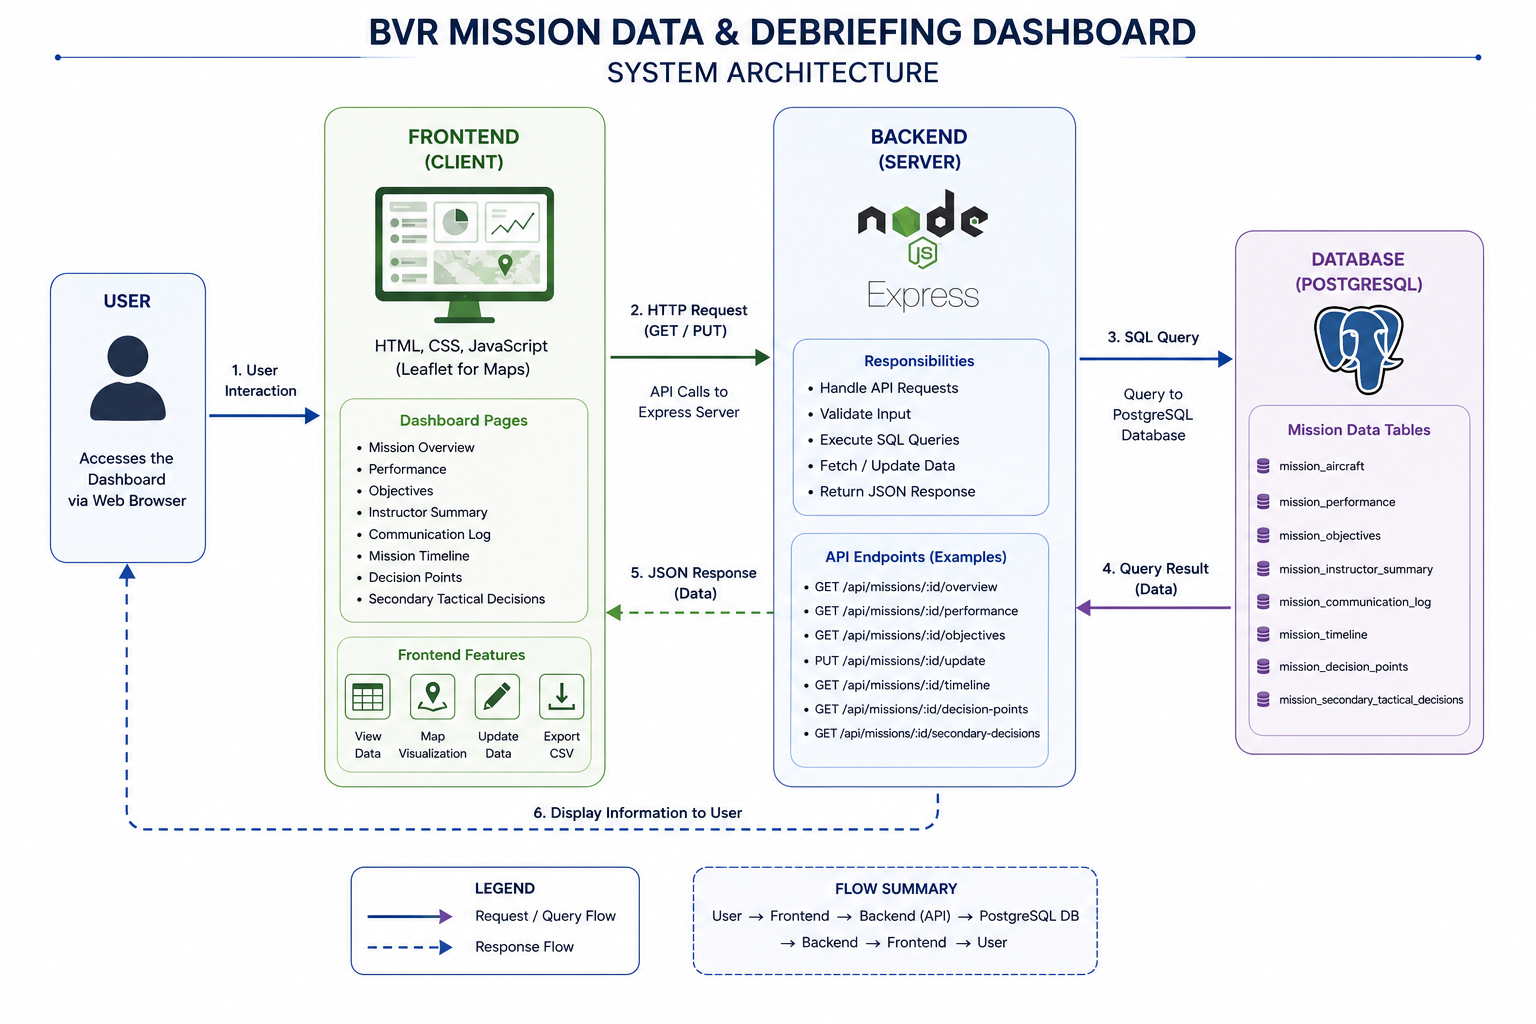 BVR MISSION DATA & DEBRIEFING DASHBOARD
SYSTEM ARCHITECTURE
USER
Accesses the
Dashboard
via Web Browser
1. User
Interaction
FRONTEND
(CLIENT)
HTML, CSS, JavaScript
(Leaflet for Maps)
Dashboard Pages
• Mission Overview
• Performance
• Objectives
• Instructor Summary
• Communication Log
• Mission Timeline
• Decision Points
• Secondary Tactical Decisions
Frontend Features
View
Data
Map
Visualization
Update
Data
Export
CSV
2. HTTP Request
(GET / PUT)
API Calls to
Express Server
5. JSON Response
(Data)
BACKEND
(SERVER)
node
JS
Express
Responsibilities
• Handle API Requests
• Validate Input
• Execute SQL Queries
• Fetch / Update Data
• Return JSON Response
API Endpoints (Examples)
• GET /api/missions/:id/overview
• GET /api/missions/:id/performance
• GET /api/missions/:id/objectives
• PUT /api/missions/:id/update
• GET /api/missions/:id/timeline
• GET /api/missions/:id/decision-points
• GET /api/missions/:id/secondary-decisions
3. SQL Query
Query to
PostgreSQL
Database
4. Query Result
(Data)
DATABASE
(POSTGRESQL)
Mission Data Tables
mission_aircraft
mission_performance
mission_objectives
mission_instructor_summary
mission_communication_log
mission_timeline
mission_decision_points
mission_secondary_tactical_decisions
6. Display Information to User
LEGEND
Request / Query Flow
Response Flow
FLOW SUMMARY
User → Frontend → Backend (API) → PostgreSQL DB
→ Backend → Frontend → User